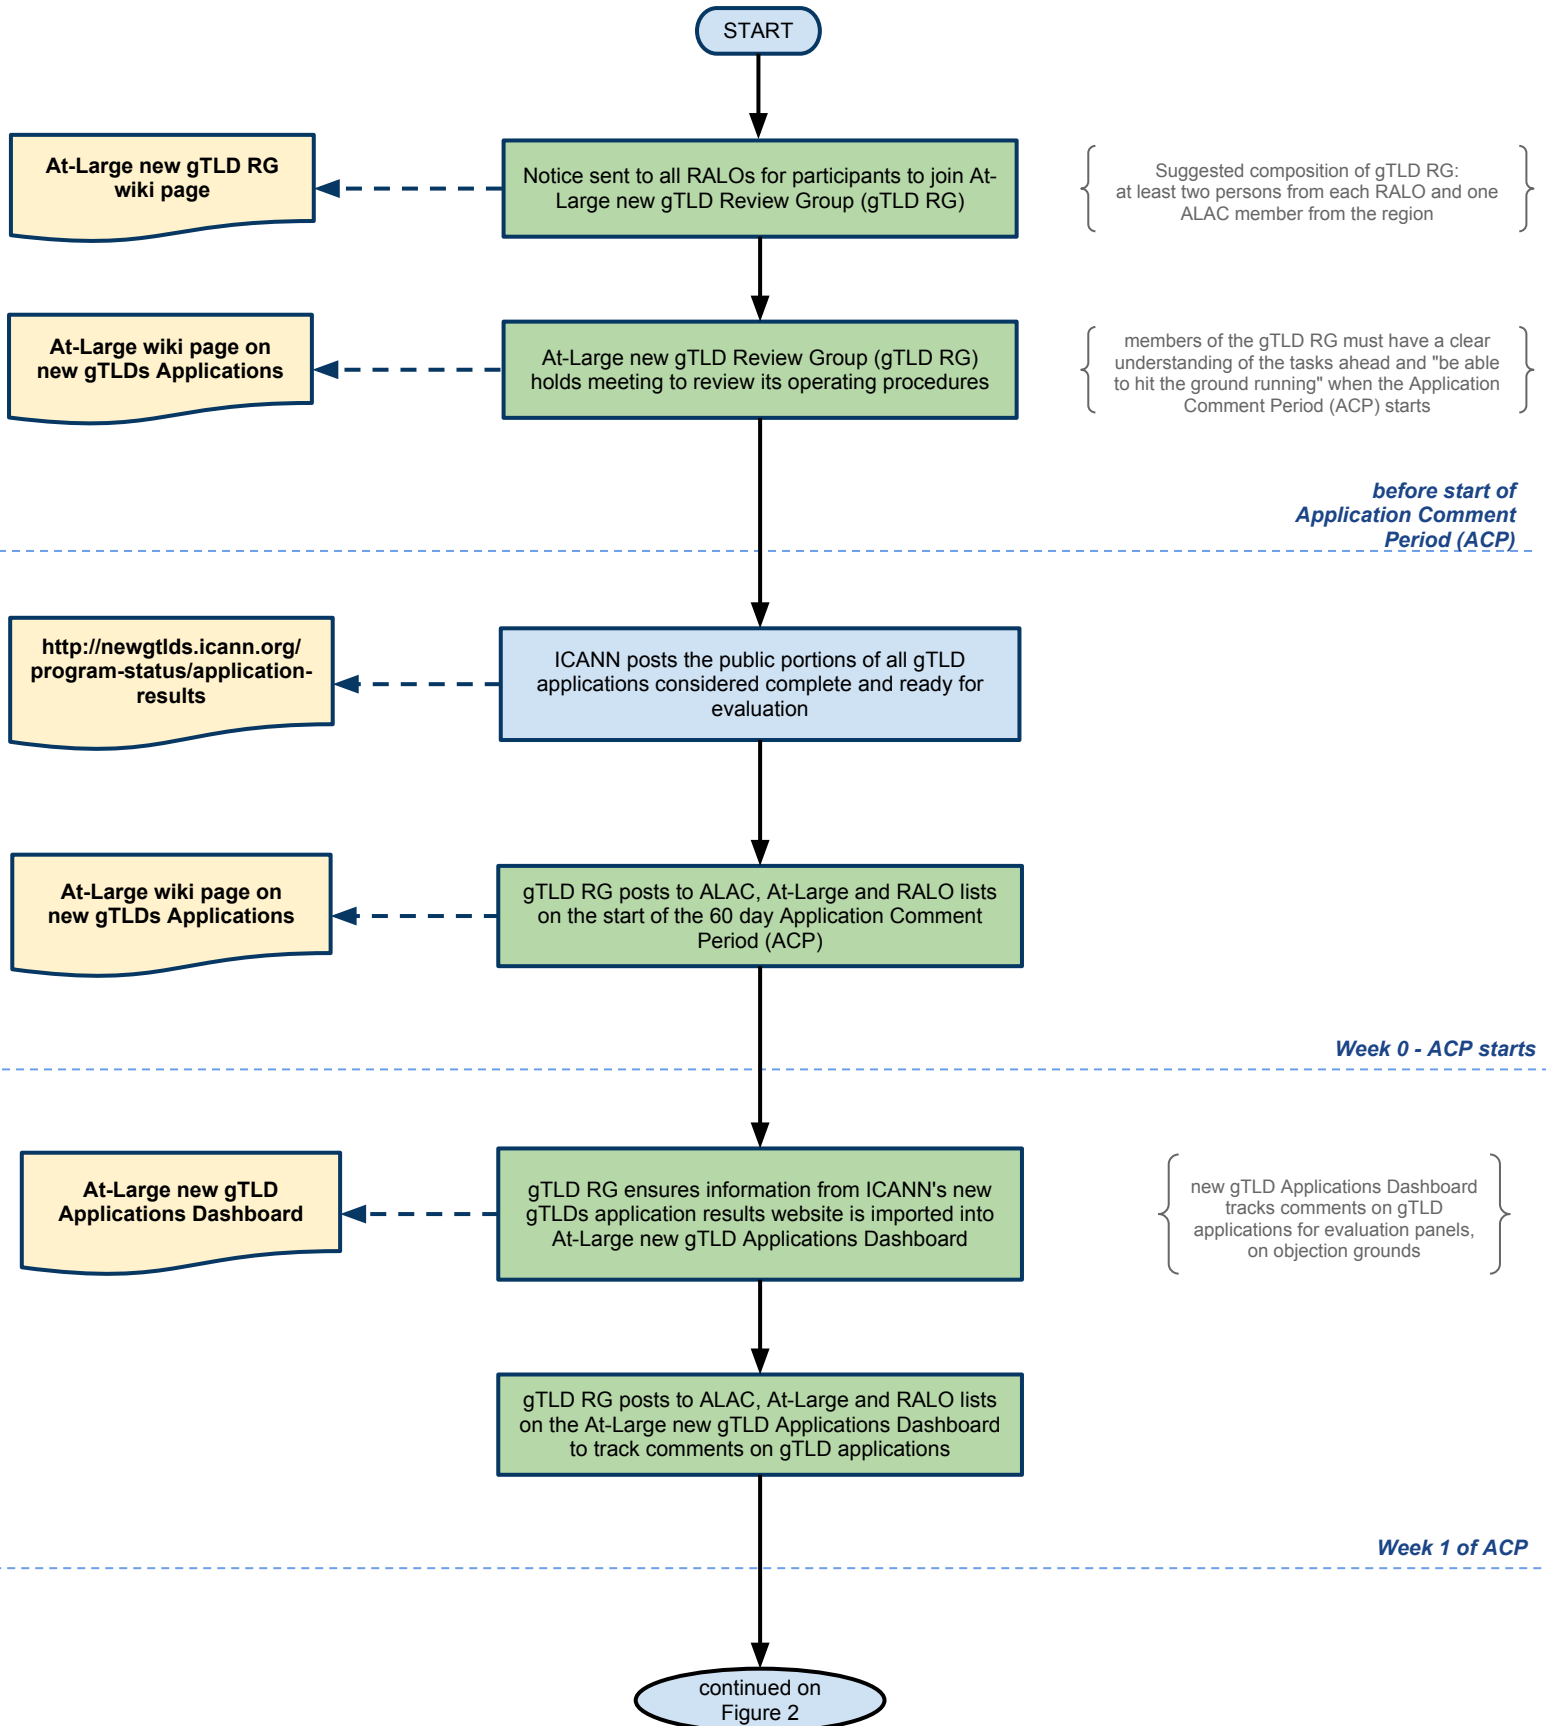 START
At-Large new gTLD RG
wiki page
Notice sent to all RALOs for participants to join At-
Large new gTLD Review Group (gTLD RG)
Suggested composition of gTLD RG:
at least two persons from each RALO and one
ALAC member from the region
At-Large wiki page on
new gTLDs Applications
At-Large new gTLD Review Group (gTLD RG)
holds meeting to review its operating procedures
members of the gTLD RG must have a clear
understanding of the tasks ahead and "be able
to hit the ground running" when the Application
Comment Period (ACP) starts
before start of
Application Comment
Period (ACP)
http://newgtlds.icann.org/
program-status/application-
results
ICANN posts the public portions of all gTLD
applications considered complete and ready for
evaluation
At-Large wiki page on
new gTLDs Applications
gTLD RG posts to ALAC, At-Large and RALO lists
on the start of the 60 day Application Comment
Period (ACP)
Week 0 - ACP starts
At-Large new gTLD
Applications Dashboard
gTLD RG ensures information from ICANN's new
gTLDs application results website is imported into
At-Large new gTLD Applications Dashboard
new gTLD Applications Dashboard
tracks comments on gTLD
applications for evaluation panels,
on objection grounds
gTLD RG posts to ALAC, At-Large and RALO lists
on the At-Large new gTLD Applications Dashboard
to track comments on gTLD applications
Week 1 of ACP
continued on
Figure 2